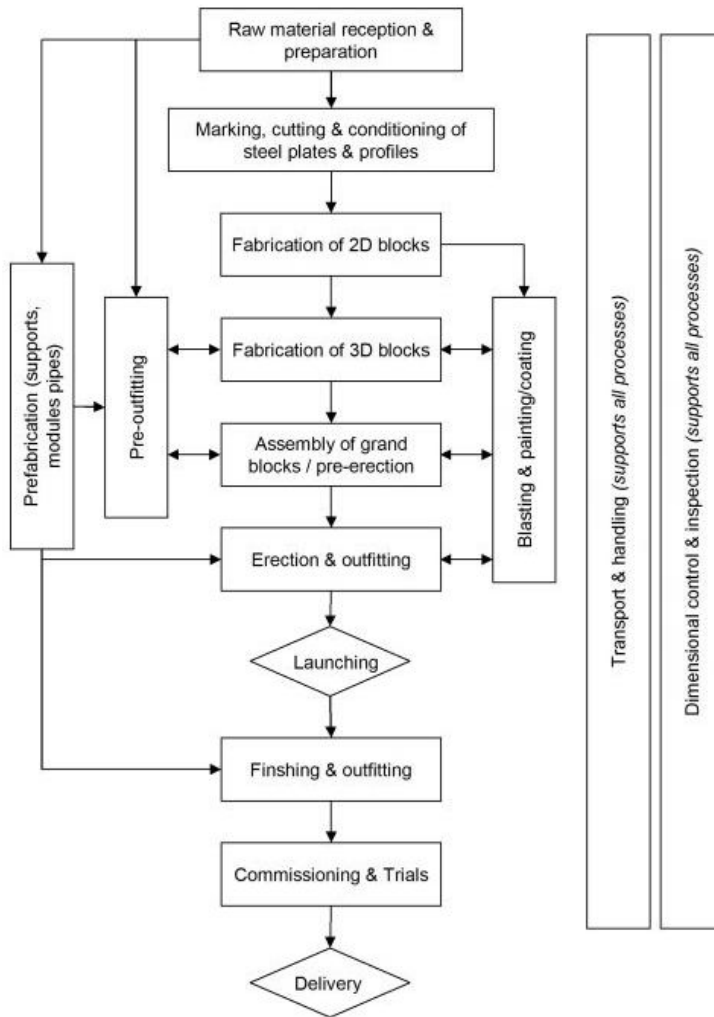 Raw material reception &
preparation
Marking, cutting & conditioning of
steel plates & profiles
Fabrication of 2D blocks
Prefabrication (supports,
modules pipes)
Pre-outfitting
Fabrication of 3D blocks
Blasting & painting/coating
Assembly of grand
blocks / pre-erection
Erection & outfitting
Launching
Finshing & outfitting
Commissioning & Trials
Delivery
Transport & handling (supports all processes)
Dimensional control & inspection (supports all processes)